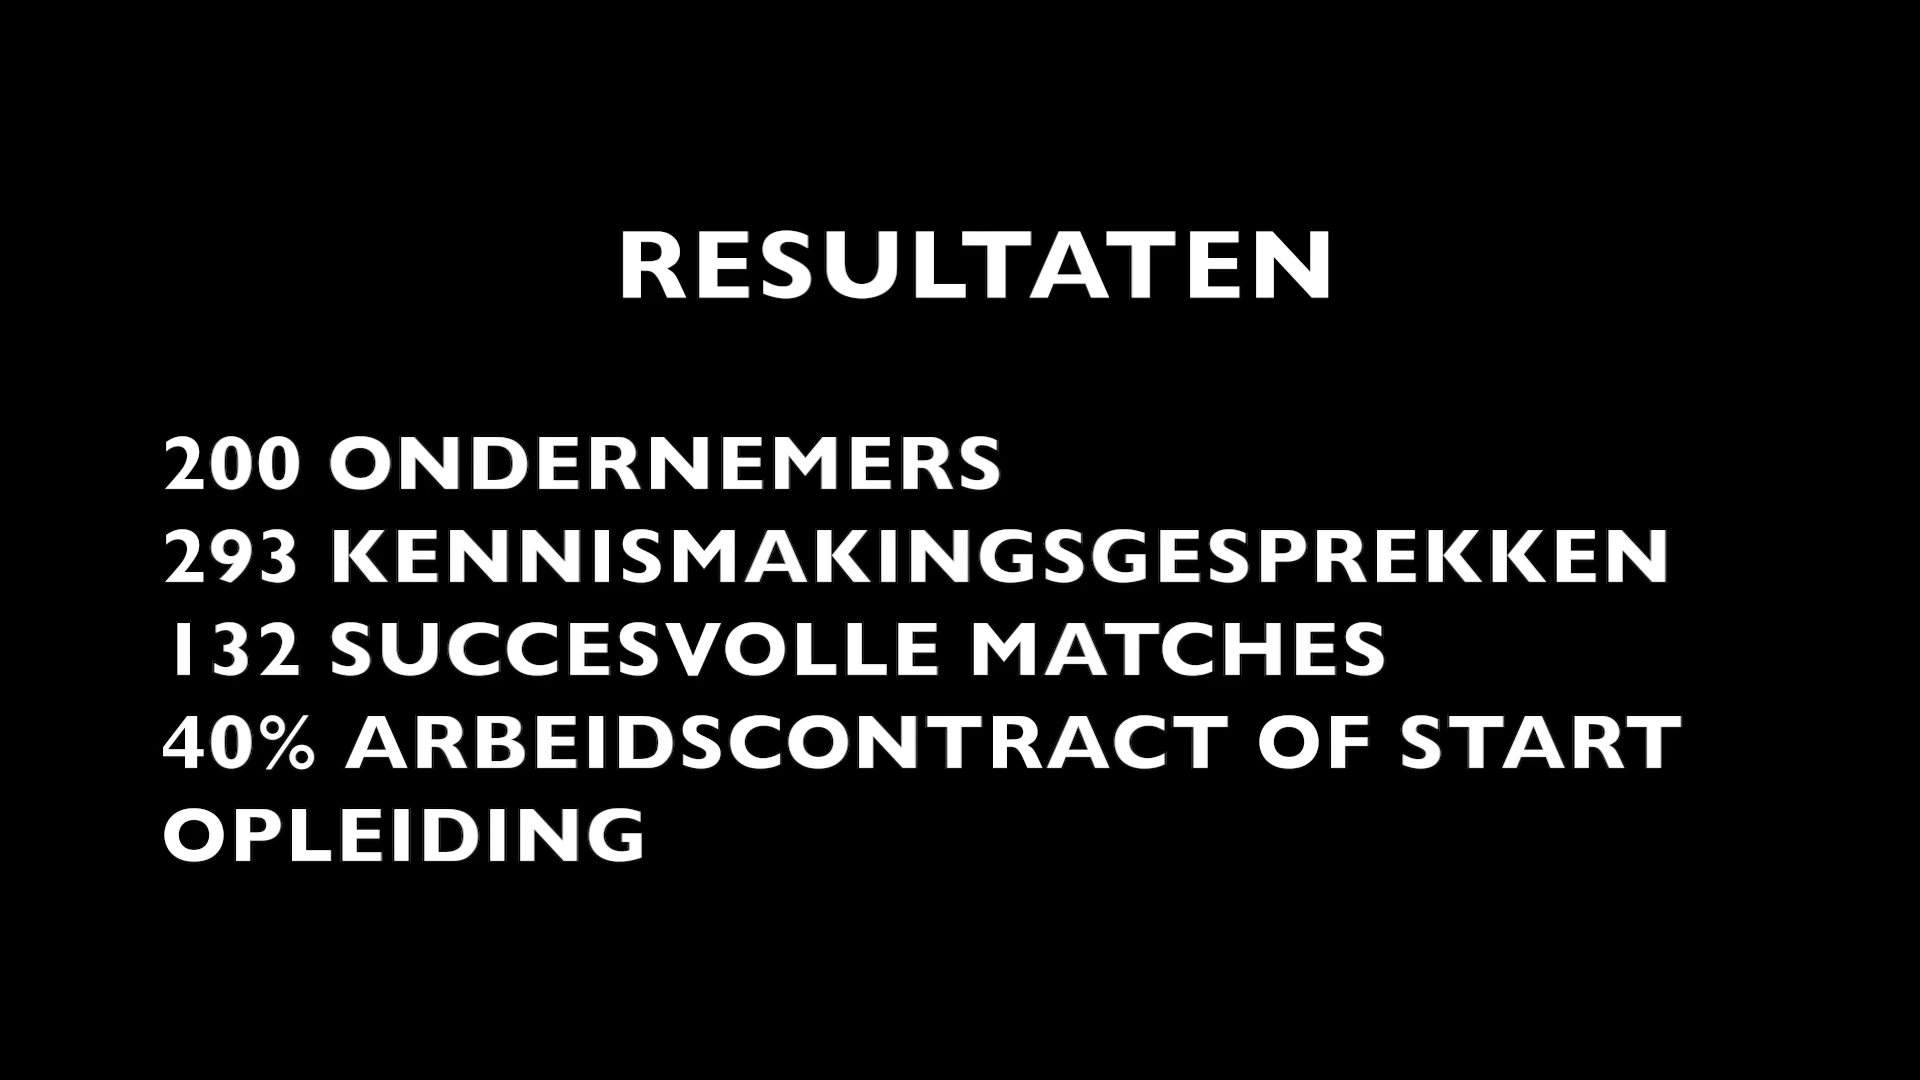 RESULTATEN
200 ONDERNEMERS
293 KENNISMAKINGSGESPREKKEN
132 SUCCESVOLLE MATCHES
40% ARBEIDSCONTRACT OF START
OPLEIDING